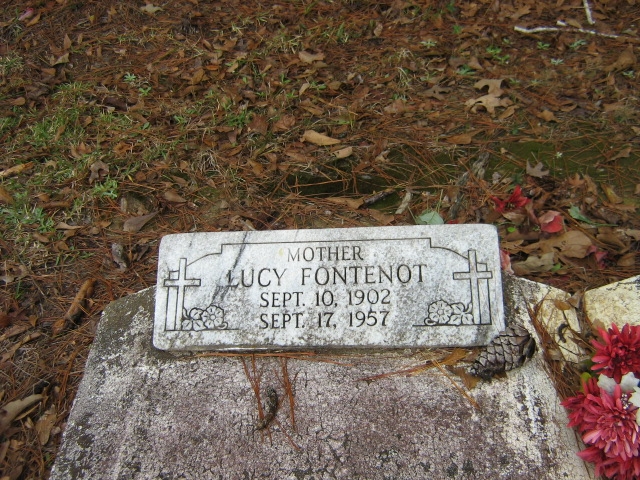 MOTHER
LUCY FONTENOT
SEPT. 10, 1902
SEPT. 17, 1957